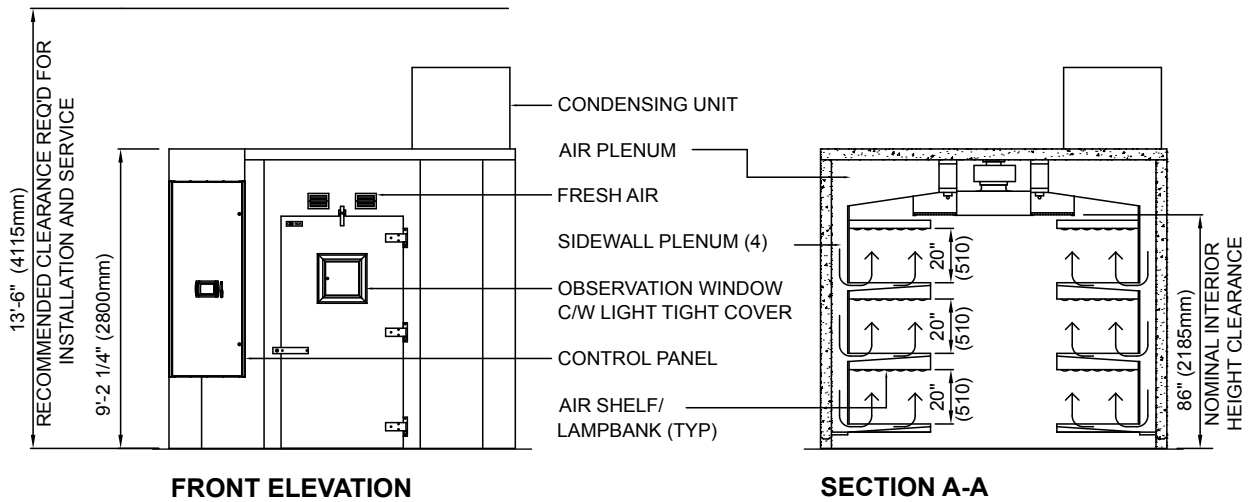 13'-6" (4115mm)
RECOMMENDED CLEARANCE REQ'D FOR
INSTALLATION AND SERVICE
9'-2 1/4" (2800mm)
CONDENSING UNIT
AIR PLENUM
FRESH AIR
SIDEWALL PLENUM (4)
OBSERVATION WINDOW
C/W LIGHT TIGHT COVER
CONTROL PANEL
AIR SHELF/
LAMPBANK (TYP)
20"
(510)
20"
(510)
20"
(510)
86" (2185mm)
NOMINAL INTERIOR
HEIGHT CLEARANCE
FRONT ELEVATION
SECTION A-A